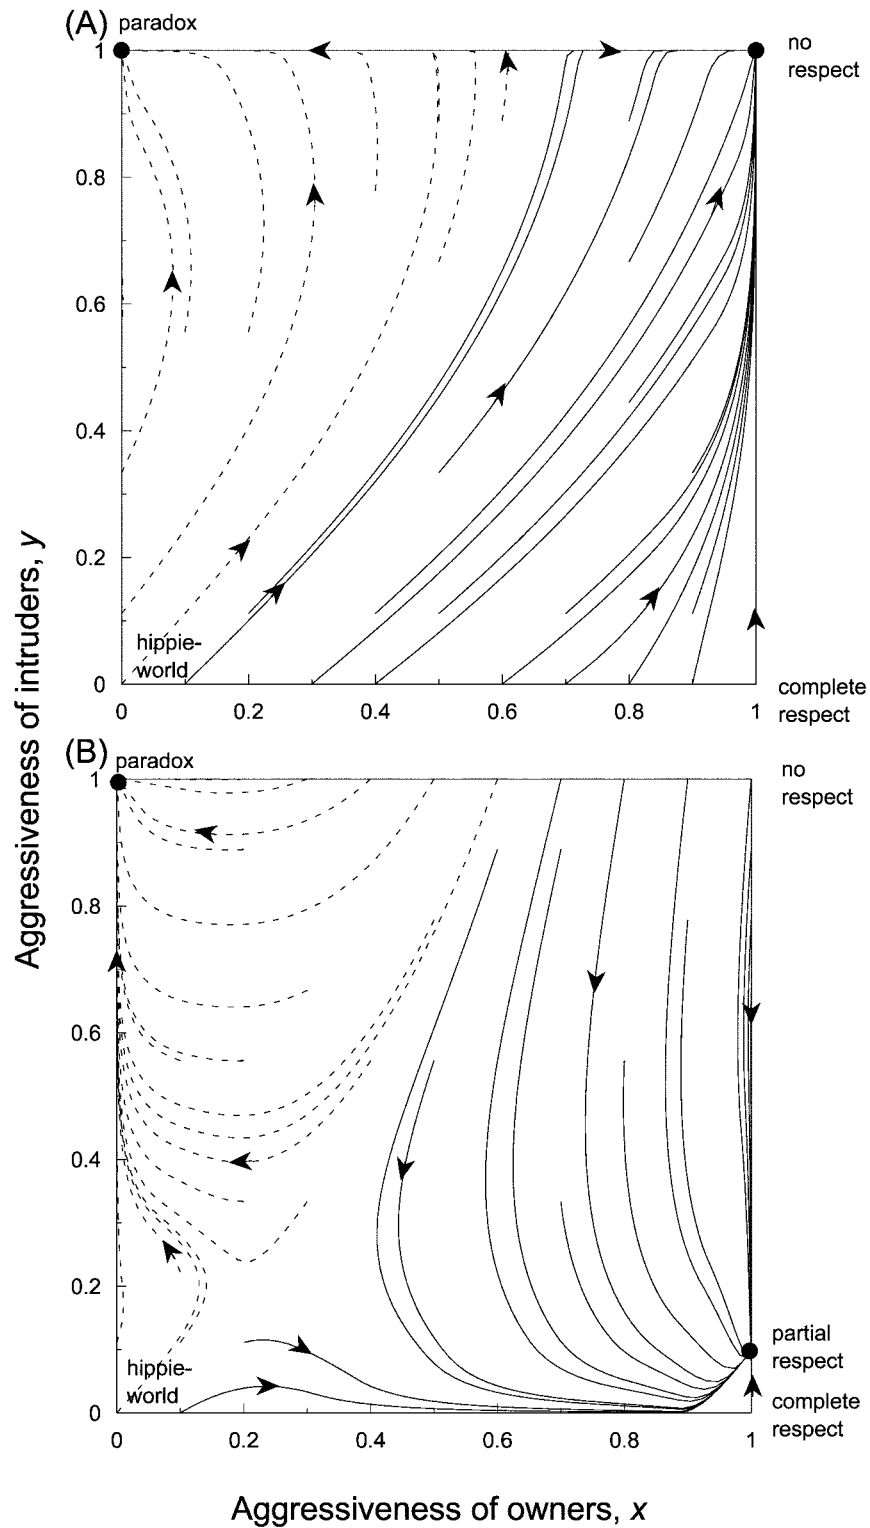 (A)
paradox
no
respect
1
0.8
0.6
0.4
0.2
0
hippie-
world
complete
respect
0 0.2 0.4 0.6 0.8 1
Aggressiveness of intruders, y
(B)
paradox
no
respect
1
0.8
0.6
0.4
0.2
0
partial
respect
hippie-
world
complete
respect
0 0.2 0.4 0.6 0.8 1
Aggressiveness of owners, x